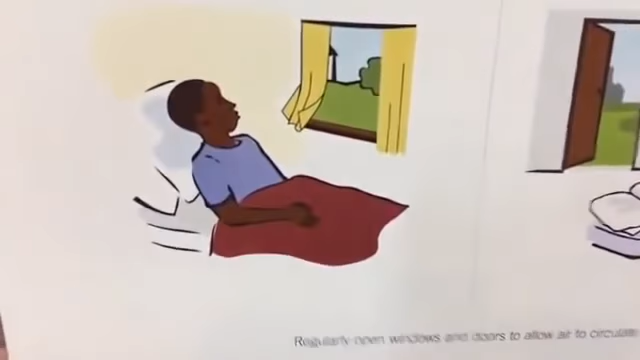 Regularly open windows and doors to allow air to circulate